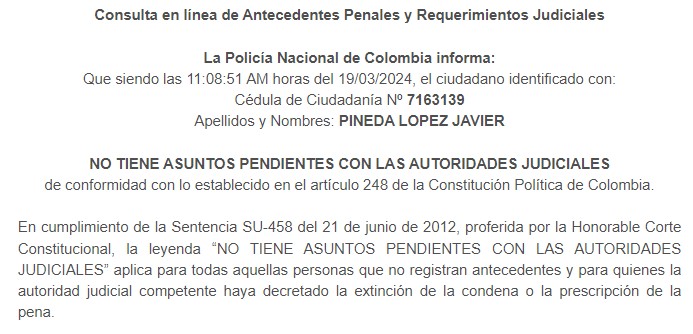 Consulta en línea de Antecedentes Penales y Requerimientos Judiciales
La Policía Nacional de Colombia informa:
Que siendo las 11:08:51 AM horas del 19/03/2024, el ciudadano identificado con:
Cédula de Ciudadanía Nº 7163139
Apellidos y Nombres: PINEDA LOPEZ JAVIER
NO TIENE ASUNTOS PENDIENTES CON LAS AUTORIDADES JUDICIALES
de conformidad con lo establecido en el artículo 248 de la Constitución Política de Colombia.
En cumplimiento de la Sentencia SU-458 del 21 de junio de 2012, proferida por la Honorable Corte
Constitucional, la leyenda “NO TIENE ASUNTOS PENDIENTES CON LAS AUTORIDADES
JUDICIALES” aplica para todas aquellas personas que no registran antecedentes y para quienes la
autoridad judicial competente haya decretado la extinción de la condena o la prescripción de la
pena.